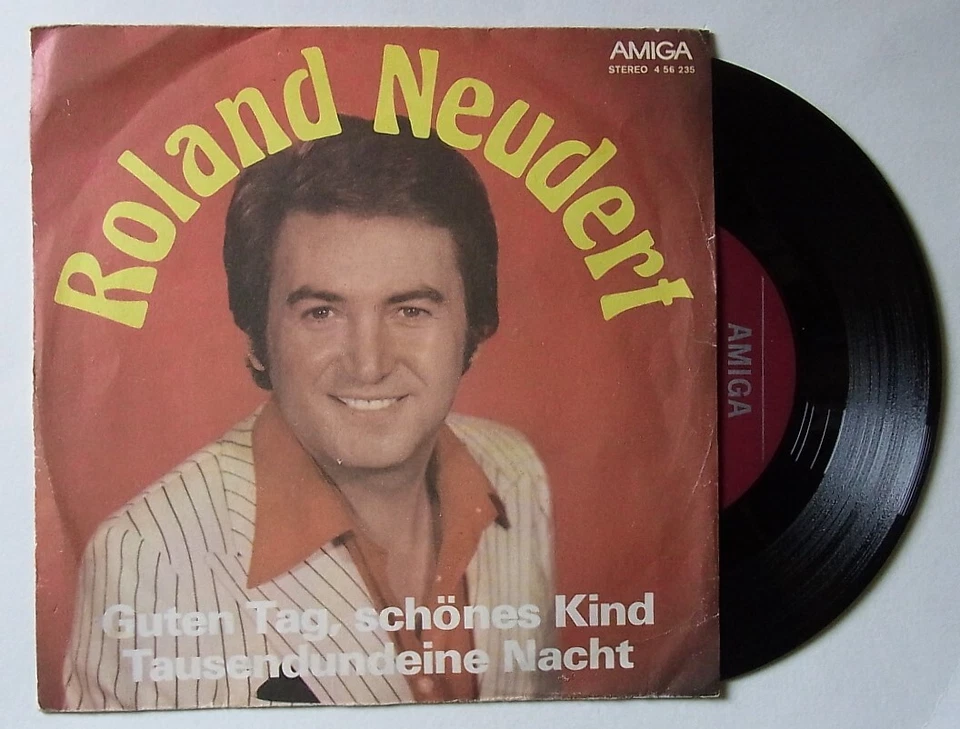 AMIGA
STEREO 4 56 235
Roland Neudert
Guten Tag, schönes Kind
Tausendundeine Nacht
AMIGA